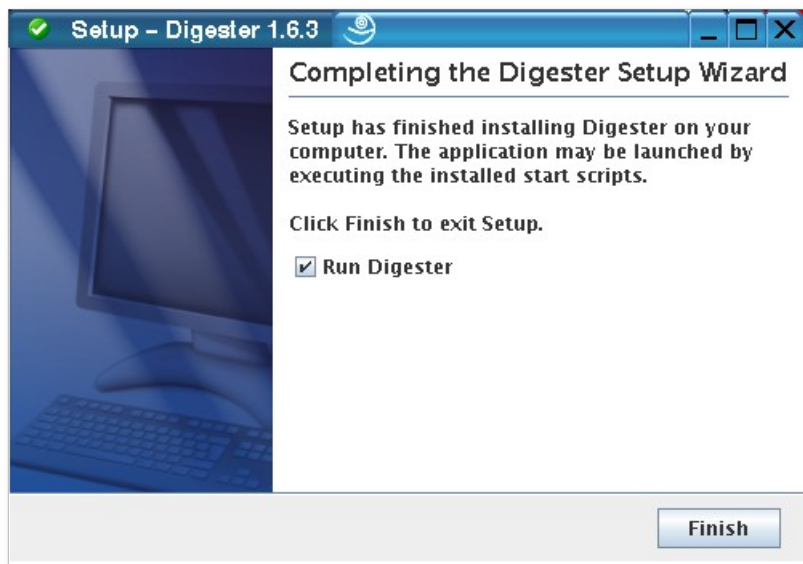 Setup – Digester 1.6.3
Completing the Digester Setup Wizard
Setup has finished installing Digester on your
computer. The application may be launched by
executing the installed start scripts.
Click Finish to exit Setup.
Run Digester
Finish